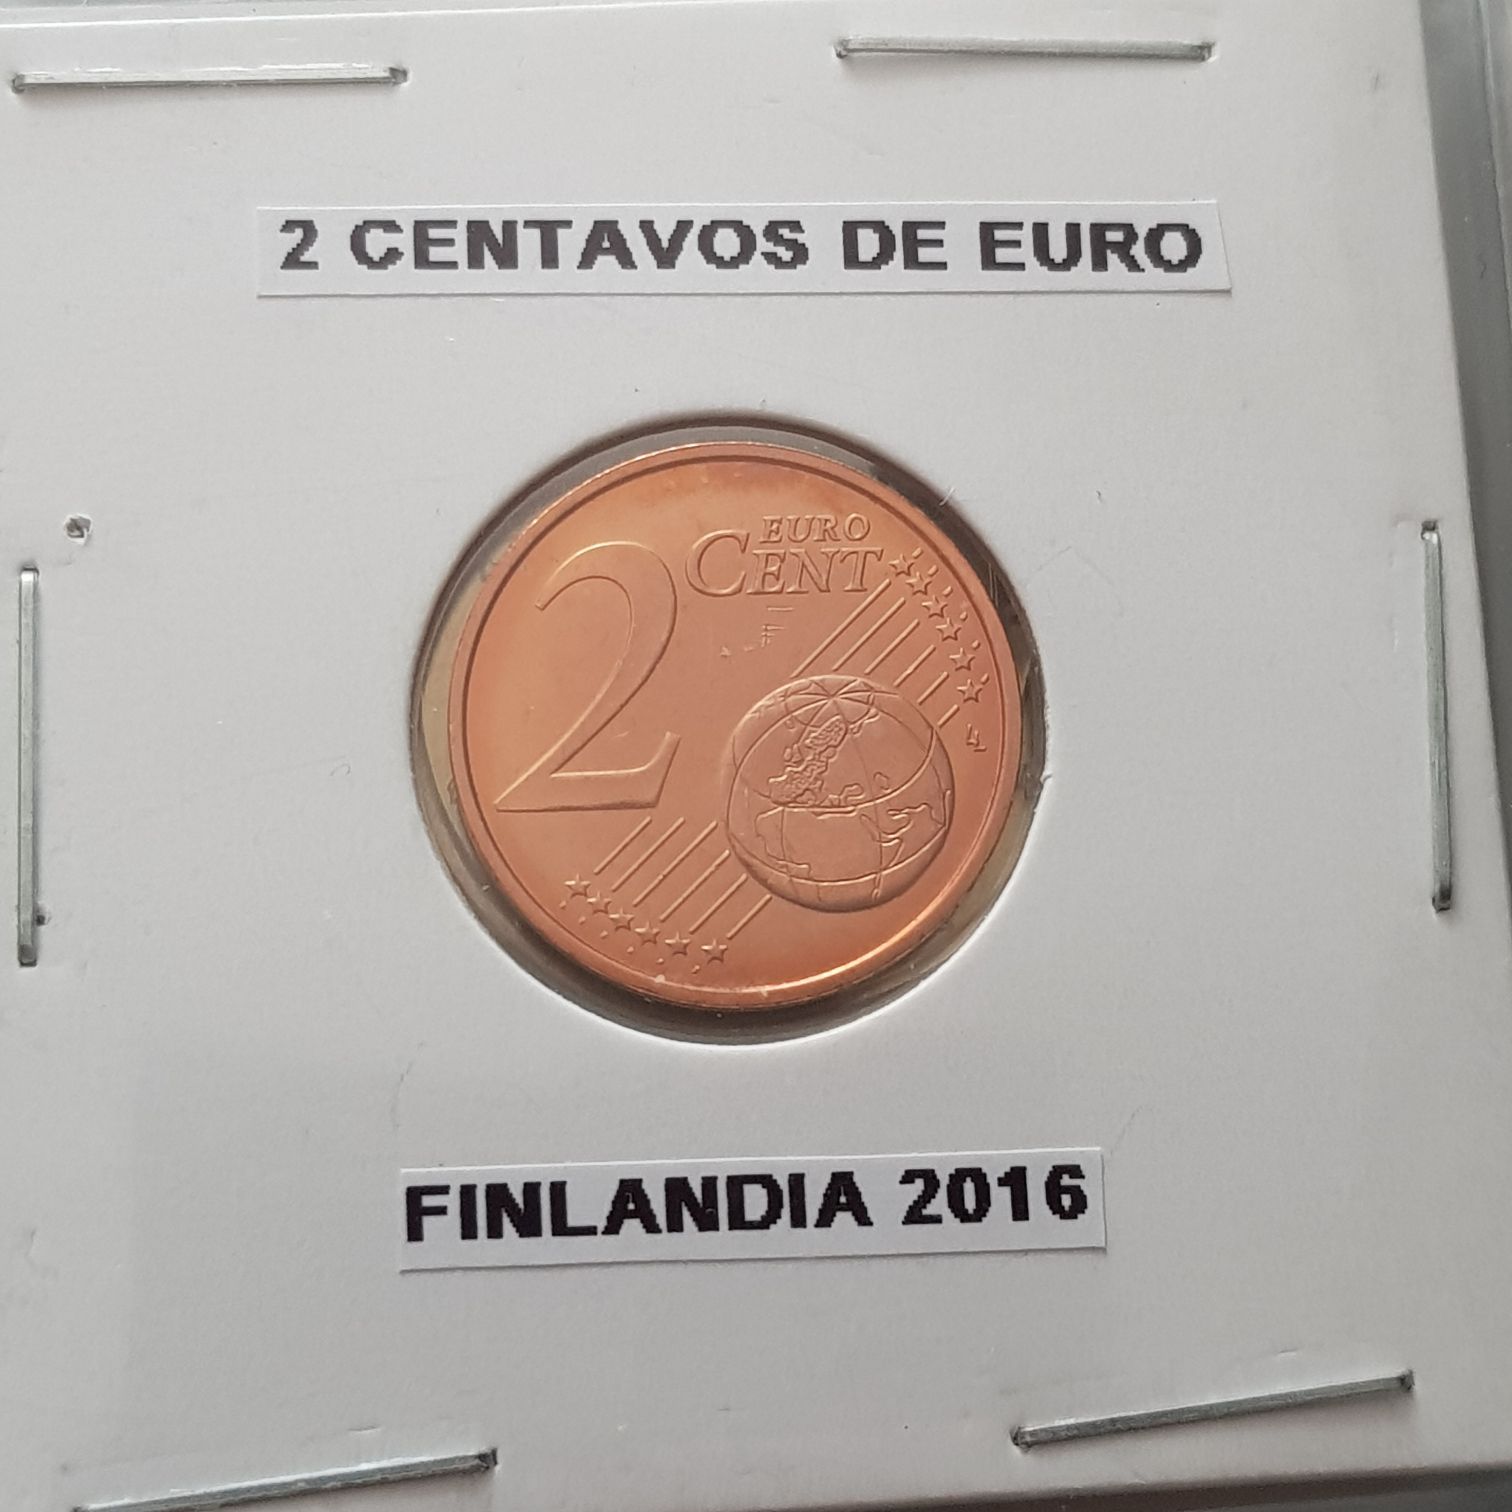 2 CENTAVOS DE EURO
2 EURO
CENT
FINLANDIA 2016